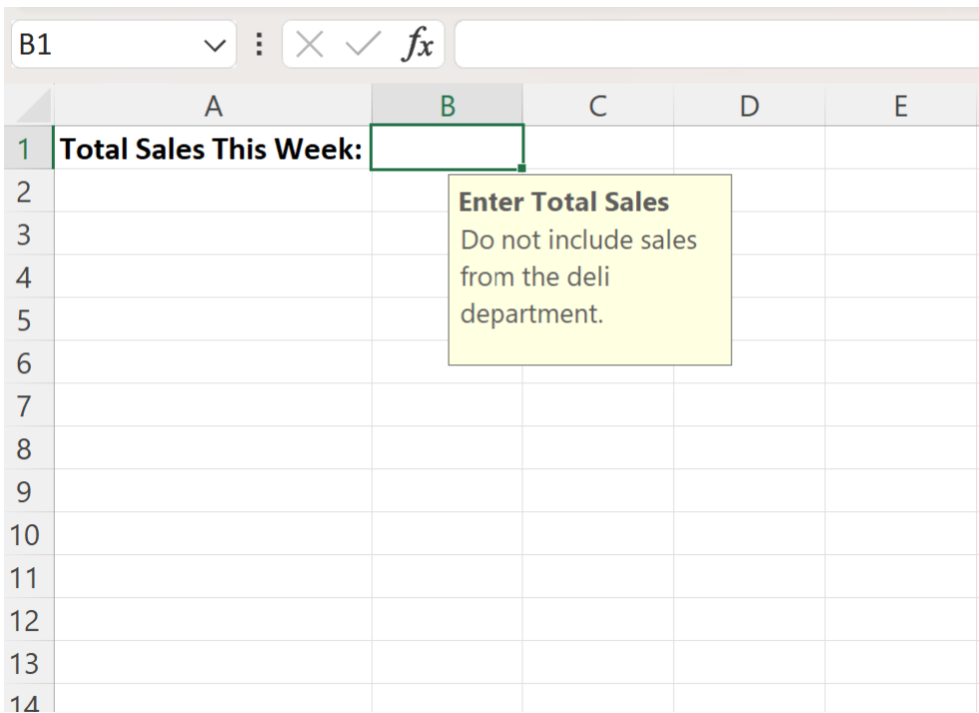 B1 fx
A B C D E
1 Total Sales This Week:
2
Enter Total Sales
3
Do not include sales
4
from the deli
5
department.
6
7
8
9
10
11
12
13
14